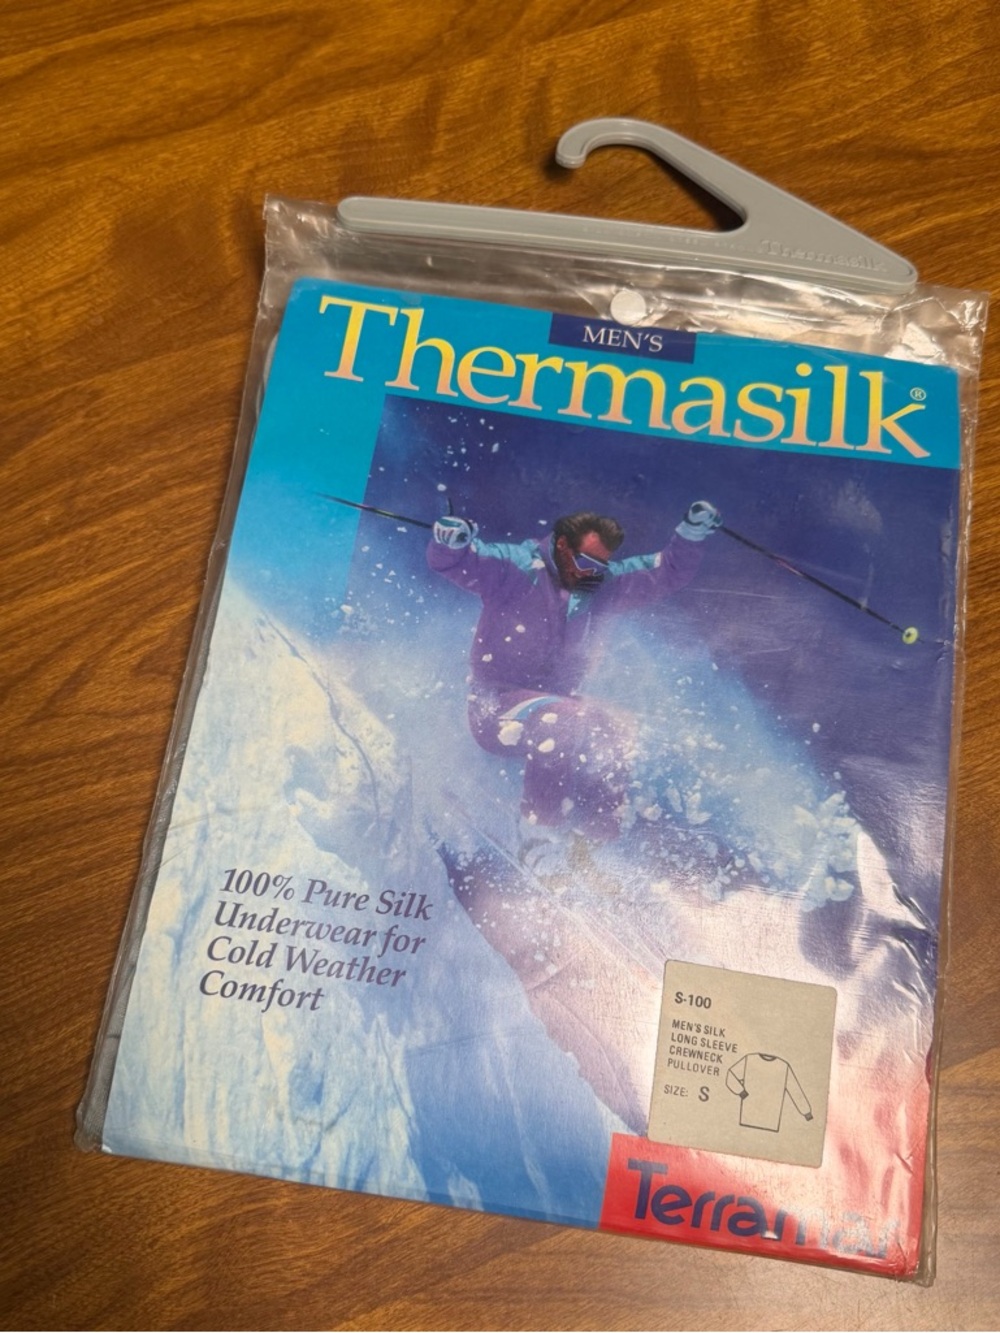 Thermasilk
MEN'S
Thermasilk®
100% Pure Silk
Underwear for
Cold Weather
Comfort
S-100
MEN'S SILK
LONG SLEEVE
CREWNECK
PULLOVER
SIZE: S
Terramar